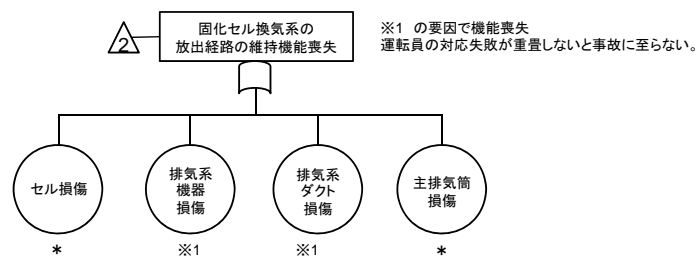 固化セル換気系の
放出経路の維持機能喪失
2
※1 の要因で機能喪失
運転員の対応失敗が重畳しないと事故に至らない。
セル損傷
排気系
機器
損傷
排気系
ダクト
損傷
主排気筒
損傷
*
※1
※1
*